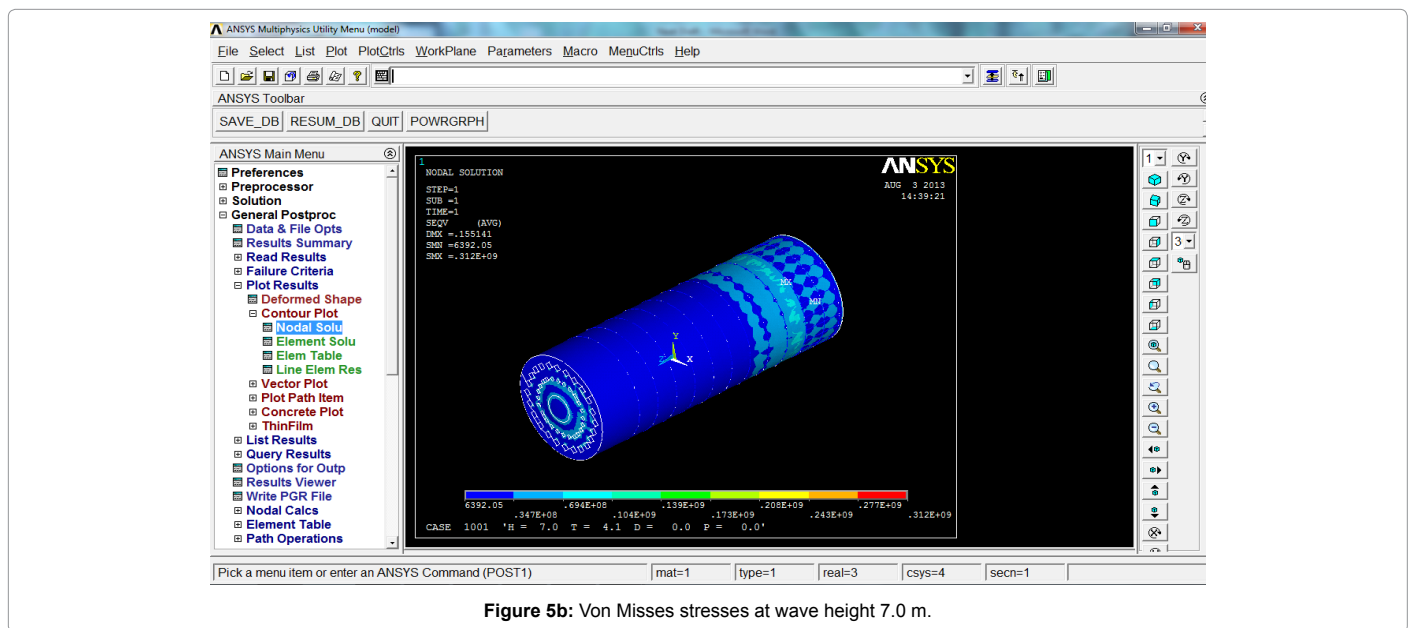 ANSYS Multiphysics Utility Menu (model)
File Select List Plot PlotCtrls WorkPlane Parameters Macro MenuCtrls Help
ANSYS Toolbar
SAVE_DB RESUM_DB QUIT POWRGRPH
ANSYS Main Menu
Preferences
Preprocessor
Solution
General Postproc
Data & File Opts
Results Summary
Read Results
Failure Criteria
Plot Results
Deformed Shape
Contour Plot
Nodal Solu
Element Solu
Elem Table
Line Elem Res
Vector Plot
Plot Path Item
Concrete Plot
ThinFilm
List Results
Query Results
Options for Outp
Results Viewer
Write PGR File
Nodal Calcs
Element Table
Path Operations
1
NODAL SOLUTION
STEP=1
SUB =1
TIME=1
SEQV (AVG)
DMX =.155141
SMN =6392.05
SMX =.312E+09
ANSYS
AUG 3 2013
14:39:21
MX
MN
Y
Z X
6392.05 .694E+08 .139E+09 .208E+09 .277E+09
.347E+08 .104E+09 .173E+09 .243E+09 .312E+09
CASE 1001 'H = 7.0 T = 4.1 D = 0.0 P = 0.0'
1
3
Pick a menu item or enter an ANSYS Command (POST1) mat=1 type=1 real=3 csys=4 secn=1
Figure 5b: Von Misses stresses at wave height 7.0 m.